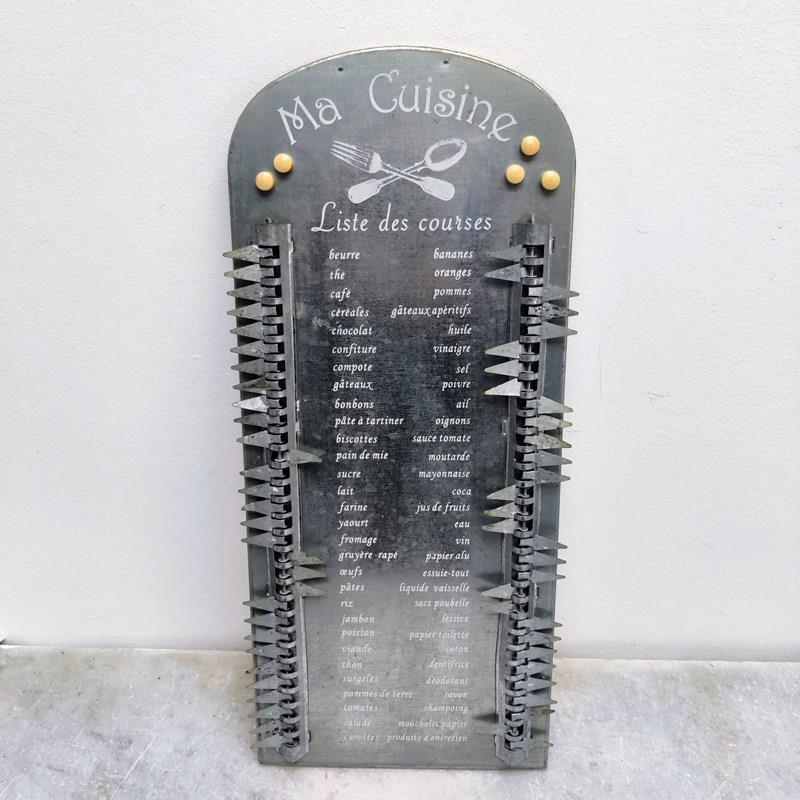 Ma Cuisine
Liste des courses
beurre bananes
thé oranges
café pommes
céréales gâteaux apéritifs
chocolat huile
confiture vinaigre
compote sel
gâteaux poivre
bonbons ail
pâte à tartiner oignons
biscottes sauce tomate
pain de mie moutarde
sucre mayonnaise
lait coca
farine jus de fruits
yaourt eau
fromage vin
gruyère rapé papier alu
œufs essuie-tout
pâtes liquide vaisselle
riz sacs poubelle
jambon lessive
poisson papier toilette
viande coton
thon dentifrice
surgelés déodorant
pommes de terre savon
tomates shampoing
salade mouchoirs papier
carottes produits d'entretien